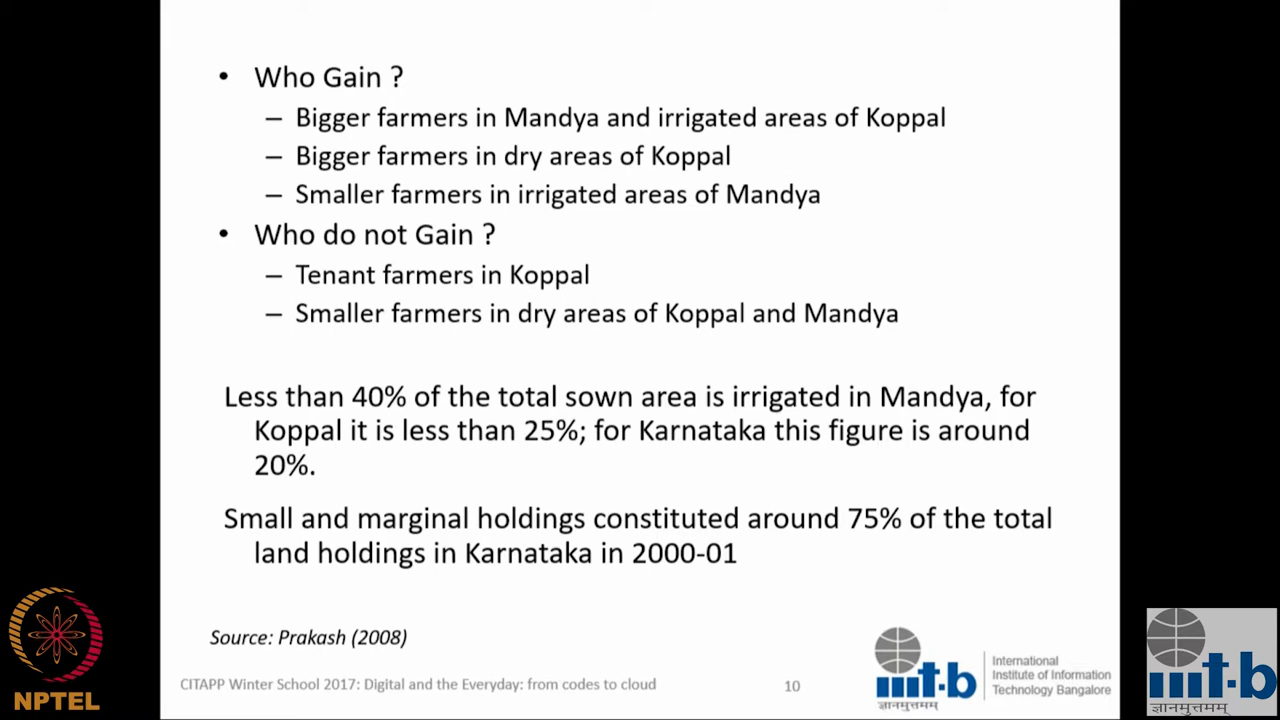 • Who Gain ?
– Bigger farmers in Mandya and irrigated areas of Koppal
– Bigger farmers in dry areas of Koppal
– Smaller farmers in irrigated areas of Mandya
• Who do not Gain ?
– Tenant farmers in Koppal
– Smaller farmers in dry areas of Koppal and Mandya
Less than 40% of the total sown area is irrigated in Mandya, for
Koppal it is less than 25%; for Karnataka this figure is around
20%.
Small and marginal holdings constituted around 75% of the total
land holdings in Karnataka in 2000-01
Source: Prakash (2008)
CITAPP Winter School 2017: Digital and the Everyday: from codes to cloud
10
iiit-b
ज्ञानमुत्तमम्
International
Institute of Information
Technology Bangalore
NPTEL
iiit-b
ज्ञानमुत्तमम्